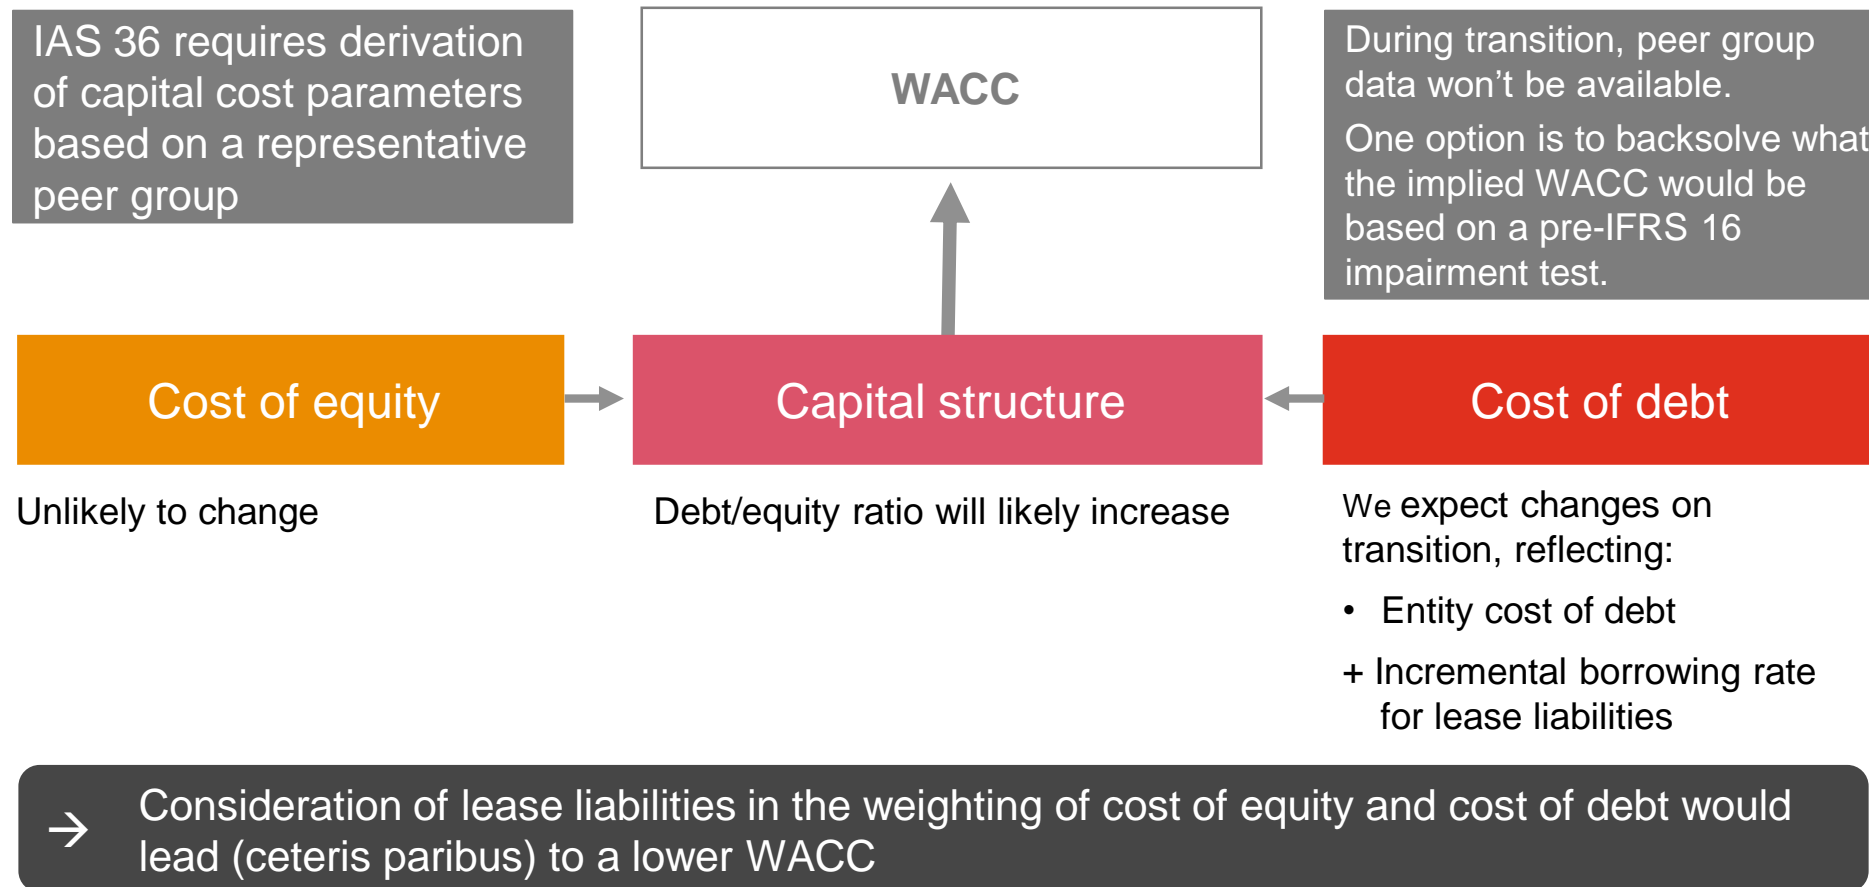 IAS 36 requires derivation
of capital cost parameters
based on a representative
peer group
WACC
During transition, peer group
data won’t be available.
One option is to backsolve what
the implied WACC would be
based on a pre-IFRS 16
impairment test.
Cost of equity
Capital structure
Cost of debt
Unlikely to change
Debt/equity ratio will likely increase
We expect changes on
transition, reflecting:
• Entity cost of debt
+ Incremental borrowing rate
for lease liabilities
→ Consideration of lease liabilities in the weighting of cost of equity and cost of debt would
lead (ceteris paribus) to a lower WACC